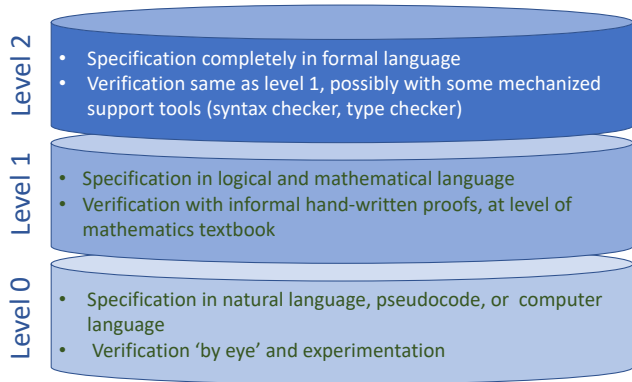 Level 2
• Specification completely in formal language
• Verification same as level 1, possibly with some mechanized
support tools (syntax checker, type checker)
Level 1
• Specification in logical and mathematical language
• Verification with informal hand-written proofs, at level of
mathematics textbook
Level 0
• Specification in natural language, pseudocode, or computer
language
• Verification ‘by eye’ and experimentation